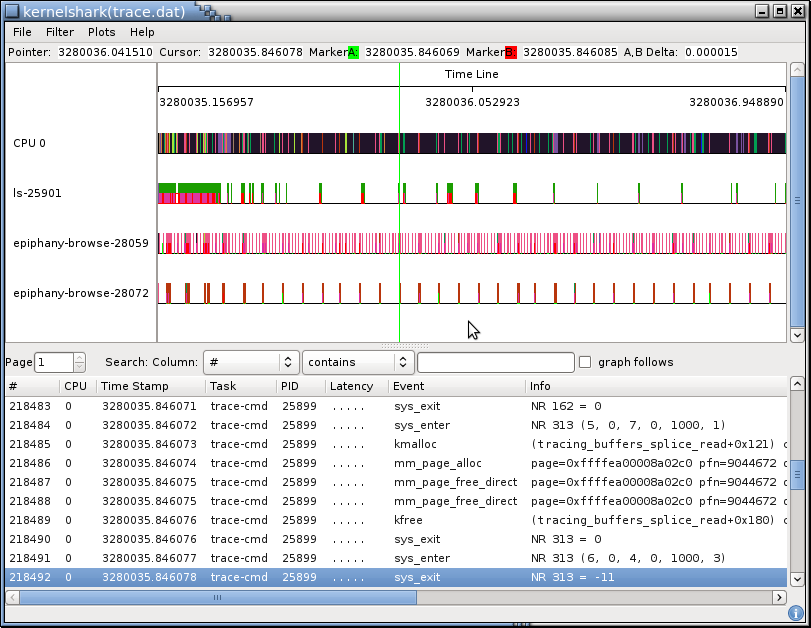 kernelshark(trace.dat)
File Filter Plots Help
Pointer: 3280036.041510 Cursor: 3280035.846078 MarkerA: 3280035.846069 MarkerB: 3280035.846085 A,B Delta: 0.000015
Time Line
3280035.156957 3280036.052923 3280036.948890
CPU 0
ls-25901
epiphany-browse-28059
epiphany-browse-28072
Page 1 Search: Column: # contains graph follows
# CPU Time Stamp Task PID Latency Event Info
218483 0 3280035.846071 trace-cmd 25899 ..... sys_exit NR 162 = 0
218484 0 3280035.846072 trace-cmd 25899 ..... sys_enter NR 313 (5, 0, 7, 0, 1000, 1)
218485 0 3280035.846073 trace-cmd 25899 ..... kmalloc (tracing_buffers_splice_read+0x121)
218486 0 3280035.846074 trace-cmd 25899 ..... mm_page_alloc page=0xffffea00008a02c0 pfn=9044672
218487 0 3280035.846075 trace-cmd 25899 ..... mm_page_free_direct page=0xffffea00008a02c0 pfn=9044672
218488 0 3280035.846075 trace-cmd 25899 ..... mm_page_free_direct page=0xffffea00008a02c0 pfn=9044672
218489 0 3280035.846076 trace-cmd 25899 ..... kfree (tracing_buffers_splice_read+0x180)
218490 0 3280035.846076 trace-cmd 25899 ..... sys_exit NR 313 = 0
218491 0 3280035.846077 trace-cmd 25899 ..... sys_enter NR 313 (6, 0, 4, 0, 1000, 3)
218492 0 3280035.846078 trace-cmd 25899 ..... sys_exit NR 313 = -11